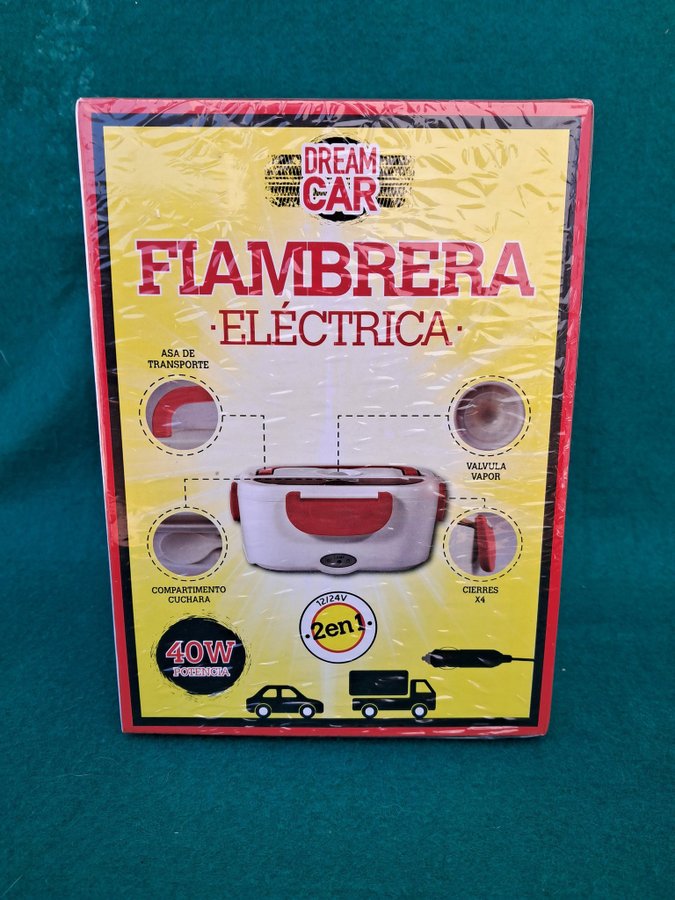 DREAM
CAR
FIAMBRERA
·ELÉCTRICA·
ASA DE
TRANSPORTE
VALVULA
VAPOR
COMPARTIMENTO
CUCHARA
CIERRES
X4
12/24V
2en1
40W
POTENCIA